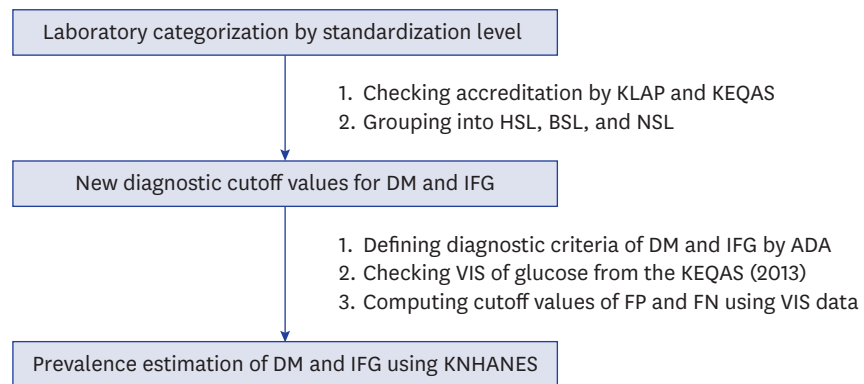 Laboratory categorization by standardization level
1. Checking accreditation by KLAP and KEQAS
2. Grouping into HSL, BSL, and NSL
New diagnostic cutoff values for DM and IFG
1. Defining diagnostic criteria of DM and IFG by ADA
2. Checking VIS of glucose from the KEQAS (2013)
3. Computing cutoff values of FP and FN using VIS data
Prevalence estimation of DM and IFG using KNHANES